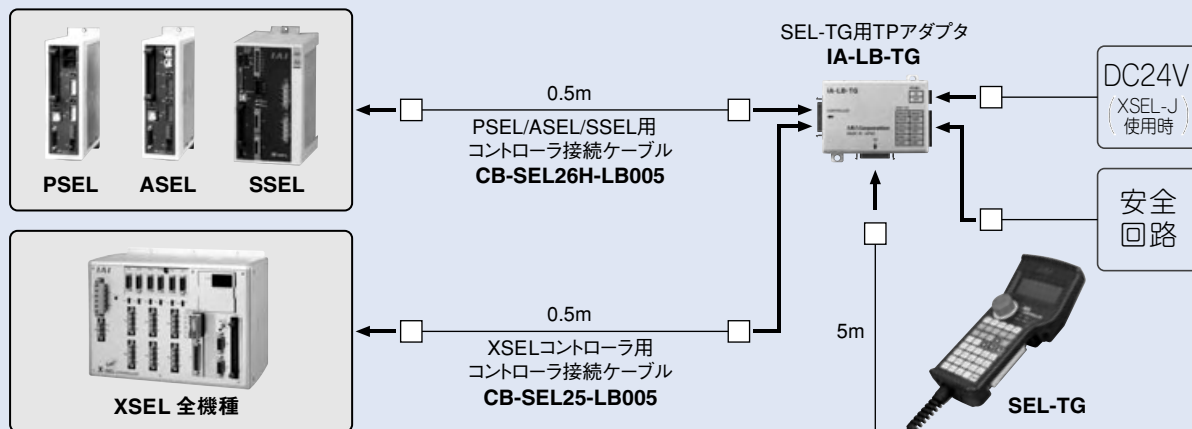 PSEL
ASEL
SSEL
0.5m
PSEL/ASEL/SSEL用
コントローラ接続ケーブル
CB-SEL26H-LB005
SEL-TG用TPアダプタ
IA-LB-TG
IA-LB-TG
DC24V
(XSEL-J
使用時)
安全
回路
XSEL 全機種
0.5m
XSELコントローラ用
コントローラ接続ケーブル
CB-SEL25-LB005
5m
SEL-TG